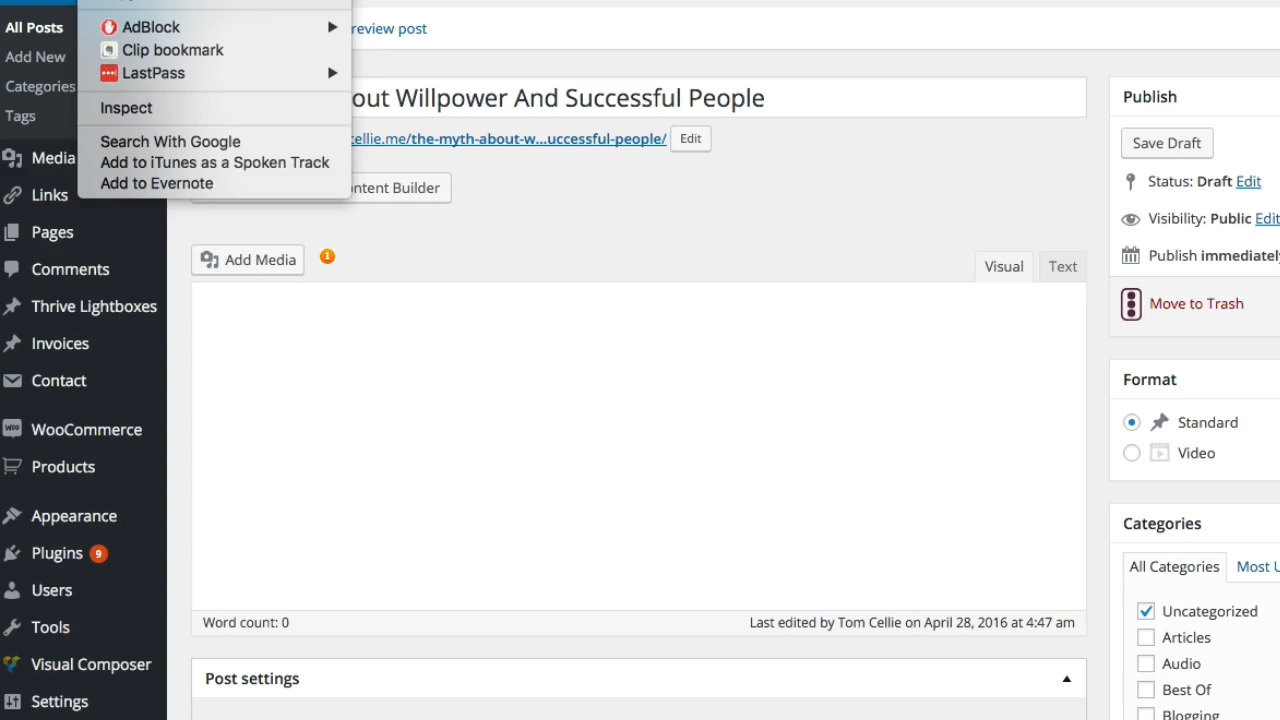 All Posts
Add New
Categories
Tags
Media
Links
Pages
Comments
Thrive Lightboxes
Invoices
Contact
WooCommerce
Products
Appearance
Plugins 9
Users
Tools
Visual Composer
Settings
AdBlock
Clip bookmark
LastPass
Inspect
Search With Google
Add to iTunes as a Spoken Track
Add to Evernote
review post
out Willpower And Successful People
cellie.me/the-myth-about-w...uccessful-people/ Edit
ontent Builder
Add Media 1
Visual Text
Word count: 0 Last edited by Tom Cellie on April 28, 2016 at 4:47 am
Post settings
Publish
Save Draft
Status: Draft Edit
Visibility: Public Edit
Publish immediately
Move to Trash
Format
Standard
Video
Categories
All Categories Most U
Uncategorized
Articles
Audio
Best Of
Blogging